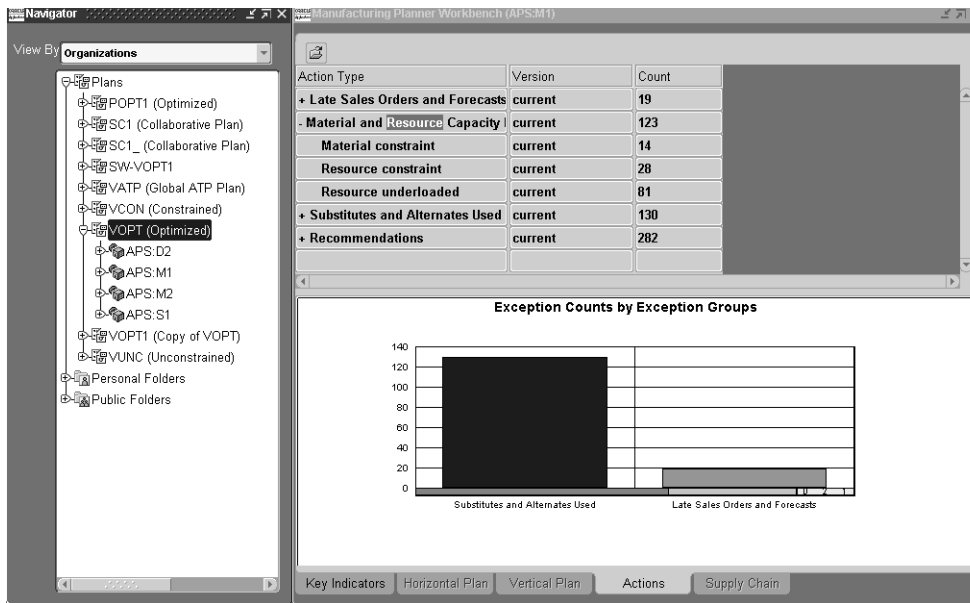 Navigator
Manufacturing Planner Workbench (APS:M1)
View By Organizations
Plans
POPT1 (Optimized)
SC1 (Collaborative Plan)
SC1_ (Collaborative Plan)
SW-VOPT1
VATP (Global ATP Plan)
VCON (Constrained)
VOPT (Optimized)
APS:D2
APS:M1
APS:M2
APS:S1
VOPT1 (Copy of VOPT)
VUNC (Unconstrained)
Personal Folders
Public Folders
Action Type Version Count
+ Late Sales Orders and Forecasts current 19
- Material and Resource Capacity current 123
Material constraint current 14
Resource constraint current 28
Resource underloaded current 81
+ Substitutes and Alternates Used current 130
+ Recommendations current 282
Exception Counts by Exception Groups
140
120
100
80
60
40
20
0
Substitutes and Alternates Used Late Sales Orders and Forecasts
Key Indicators Horizontal Plan Vertical Plan Actions Supply Chain